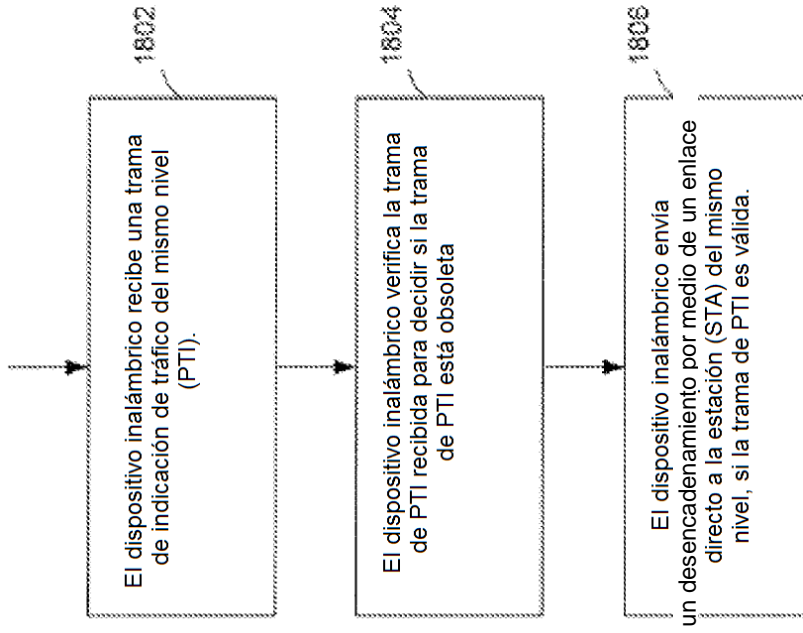 1802
El dispositivo inalámbrico recibe una trama
de indicación de tráfico del mismo nivel
(PTI).
1804
El dispositivo inalámbrico verifica la trama
de PTI recibida para decidir si la trama
de PTI está obsoleta
1806
El dispositivo inalámbrico envía
un desencadenamiento por medio de un enlace
directo a la estación (STA) del mismo
nivel, si la trama de PTI es válida.